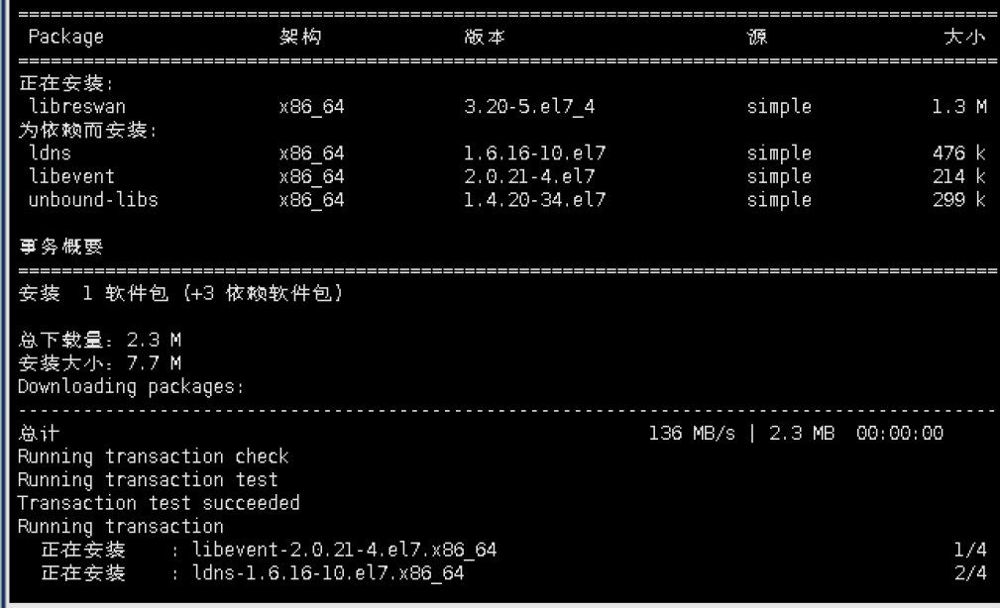 ================================================================================
Package 架构 版本 源 大小
================================================================================
正在安装:
libreswan x86_64 3.20-5.el7_4 simple 1.3 M
为依赖而安装:
ldns x86_64 1.6.16-10.el7 simple 476 k
libevent x86_64 2.0.21-4.el7 simple 214 k
unbound-libs x86_64 1.4.20-34.el7 simple 299 k
事务概要
================================================================================
安装 1 软件包 (+3 依赖软件包)
总下载量: 2.3 M
安装大小: 7.7 M
Downloading packages:
--------------------------------------------------------------------------------
总计 136 MB/s | 2.3 MB 00:00:00
Running transaction check
Running transaction test
Transaction test succeeded
Running transaction
正在安装 : libevent-2.0.21-4.el7.x86_64 1/4
正在安装 : ldns-1.6.16-10.el7.x86_64 2/4